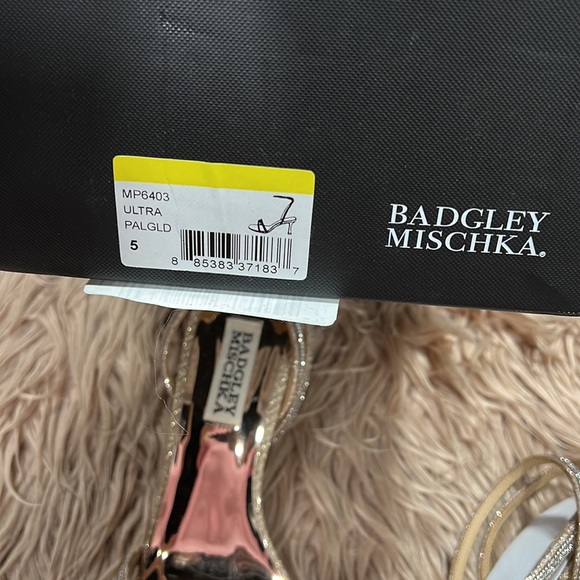 MP6403
ULTRA
PALGLD
5
8 85383 37183 7
BADGLEY
MISCHKA®
BADGLEY
MISCHKA